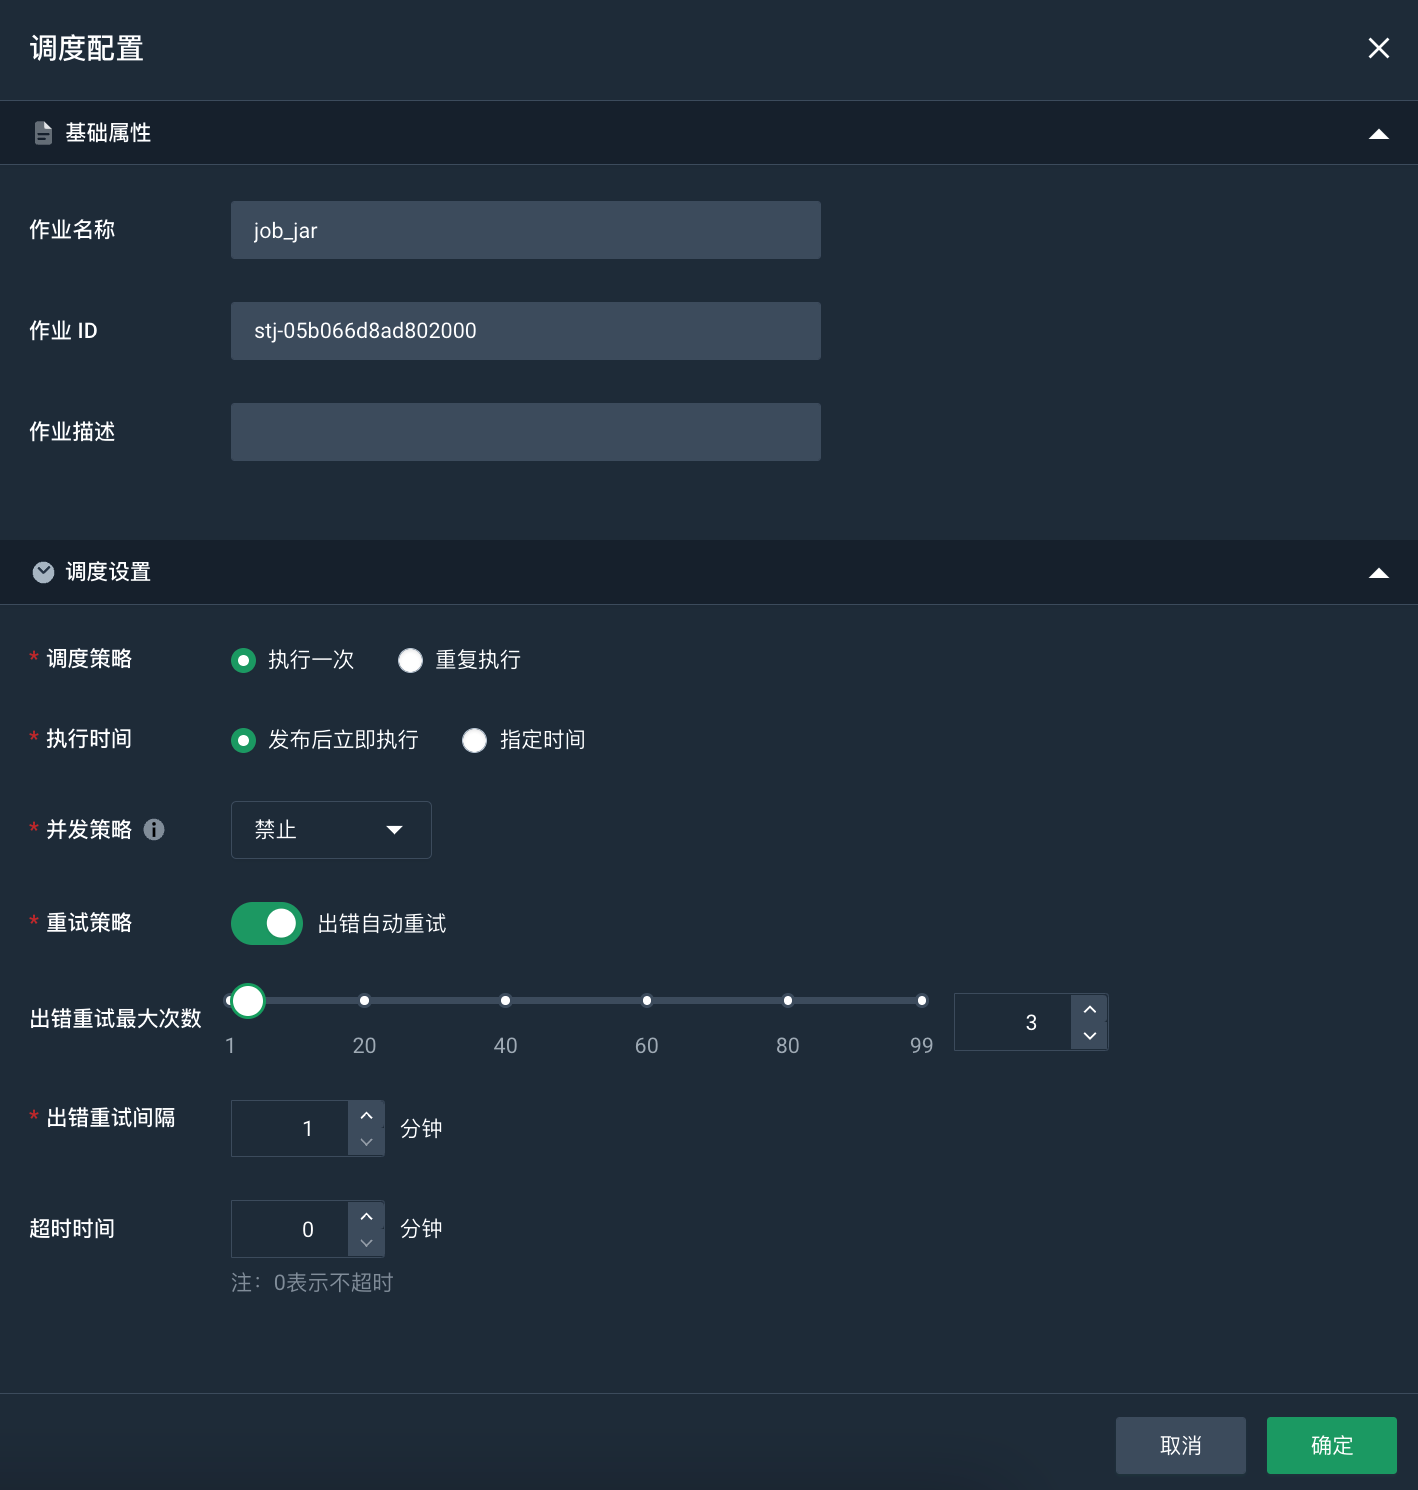 调度配置
基础属性
作业名称 job_jar
作业 ID stj-05b066d8ad802000
作业描述
调度设置
* 调度策略 执行一次 重复执行
* 执行时间 发布后立即执行 指定时间
* 并发策略 禁止
* 重试策略 出错自动重试
出错重试最大次数 1 20 40 60 80 99 3
* 出错重试间隔 1 分钟
超时时间 0 分钟
注：0表示不超时
取消 确定